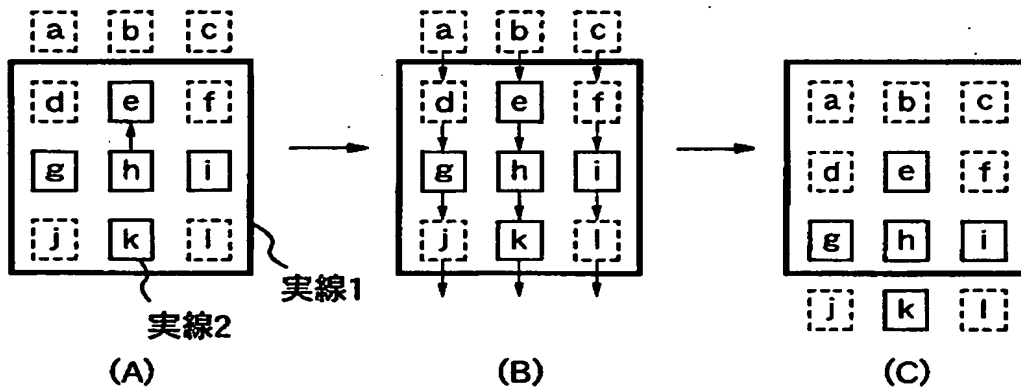 a b c a b c
d e f d e f a b c
g h i g h i d e f
j k l j k l g h i
実線1
実線2
j k l
(A) (B) (C)